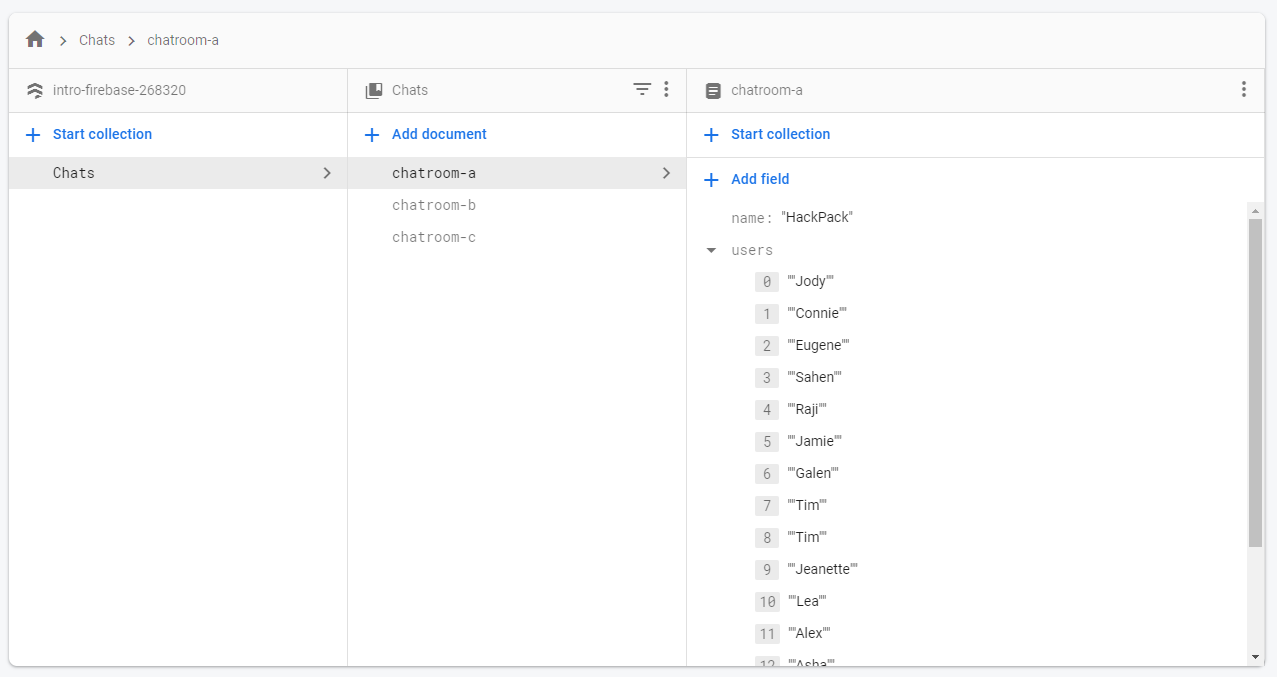 Chats chatroom-a
intro-firebase-268320
Start collection
Chats
Chats
Add document
chatroom-a
chatroom-b
chatroom-c
chatroom-a
Start collection
Add field
name: "HackPack"
users
0 ""Jody""
1 ""Connie""
2 ""Eugene""
3 ""Sahen""
4 ""Raji""
5 ""Jamie""
6 ""Galen""
7 ""Tim""
8 ""Tim""
9 ""Jeanette""
10 ""Lea""
11 ""Alex""
12 ""Asha""